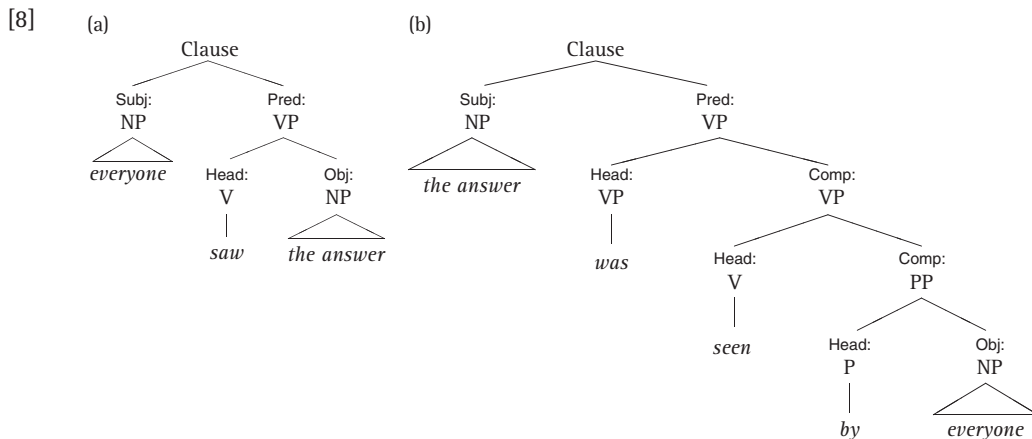 [8] (a) (b)
Clause Clause
Subj: Pred: Subj: Pred:
NP VP NP VP
everyone Head: Obj: the answer Head: Comp:
V NP VP VP
saw the answer was Head: Comp:
V PP
seen Head: Obj:
P NP
by everyone